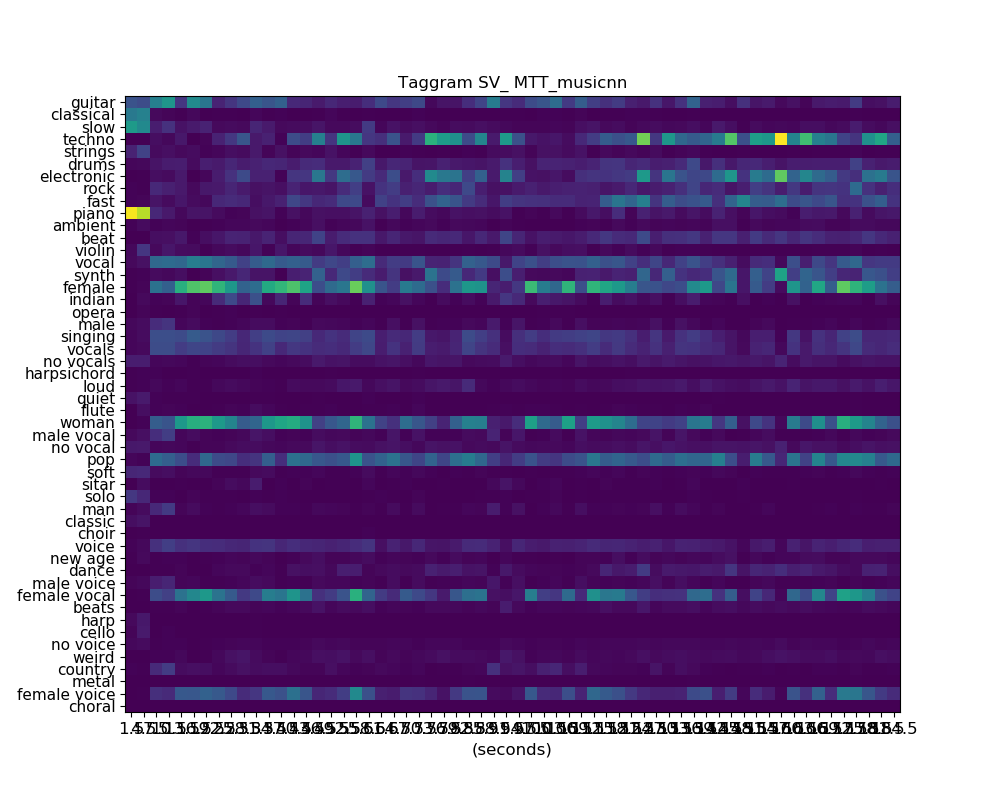 Taggram SV_ MTT_musicnn
guitar
classical
slow
techno
strings
drums
electronic
rock
fast
piano
ambient
beat
violin
vocal
synth
female
indian
opera
male
singing
vocals
no vocals
harpsichord
loud
quiet
flute
woman
male vocal
no vocal
pop
soft
sitar
solo
man
classic
choir
voice
new age
dance
male voice
female vocal
beats
harp
cello
no voice
weird
country
metal
female voice
choral
(seconds)